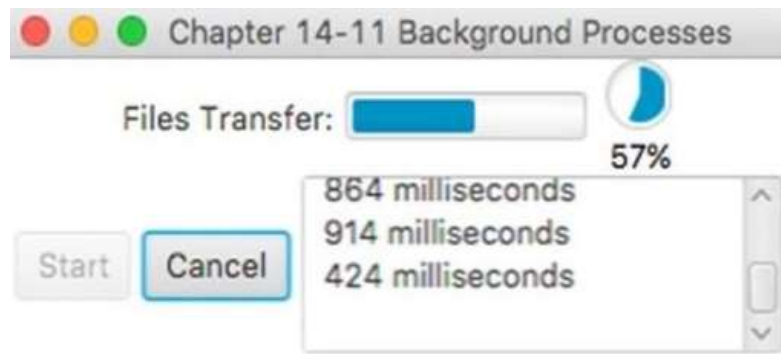 Chapter 14-11 Background Processes
Files Transfer:
57%
864 milliseconds
914 milliseconds
424 milliseconds
Start
Cancel